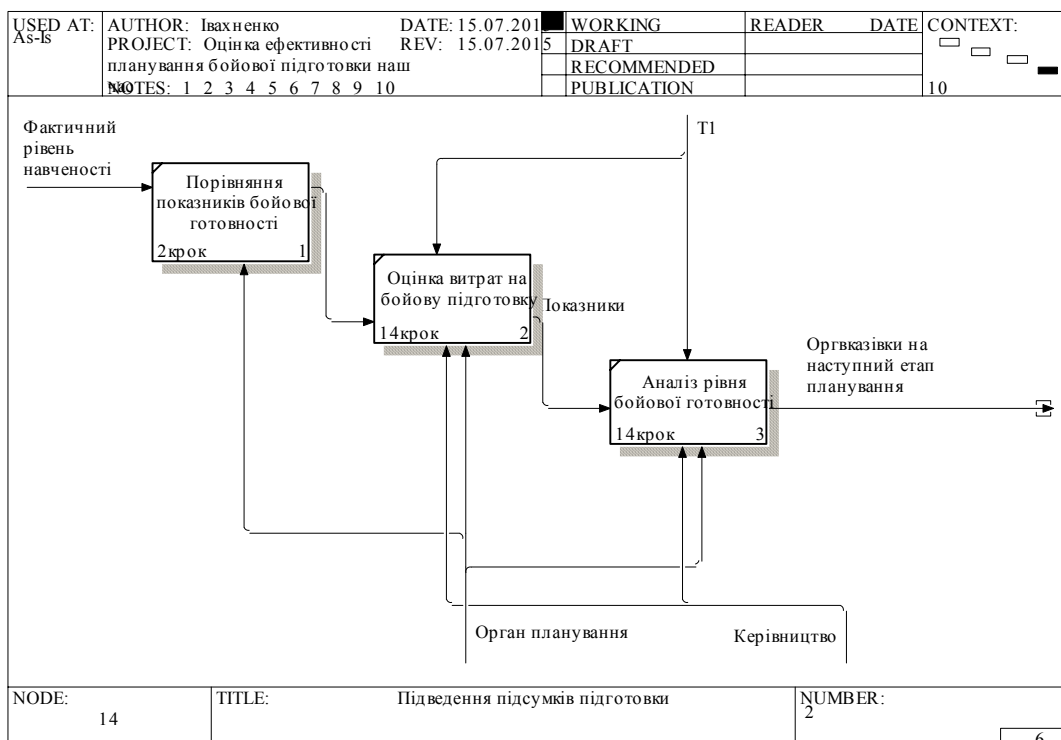 USED AT: AUTHOR: Івахненко DATE: 15.07.2015 WORKING READER DATE CONTEXT:
As-Is PROJECT: Оцінка ефективності REV: 15.07.2015 DRAFT
планування бойової підготовки наш RECOMMENDED
NOTES: 1 2 3 4 5 6 7 8 9 10 PUBLICATION 10
Фактичний
рівень
навченості
T1
Порівняння
показників бойової
готовності
2крок 1
Оцінка витрат на
бойову підготовку
14крок 2
Показники
Аналіз рівня
бойової готовності
14крок 3
Оргвказівки на
наступний етап
планування
Орган планування
Керівництво
NODE: TITLE: Підведення підсумків підготовки NUMBER:
14 2
6